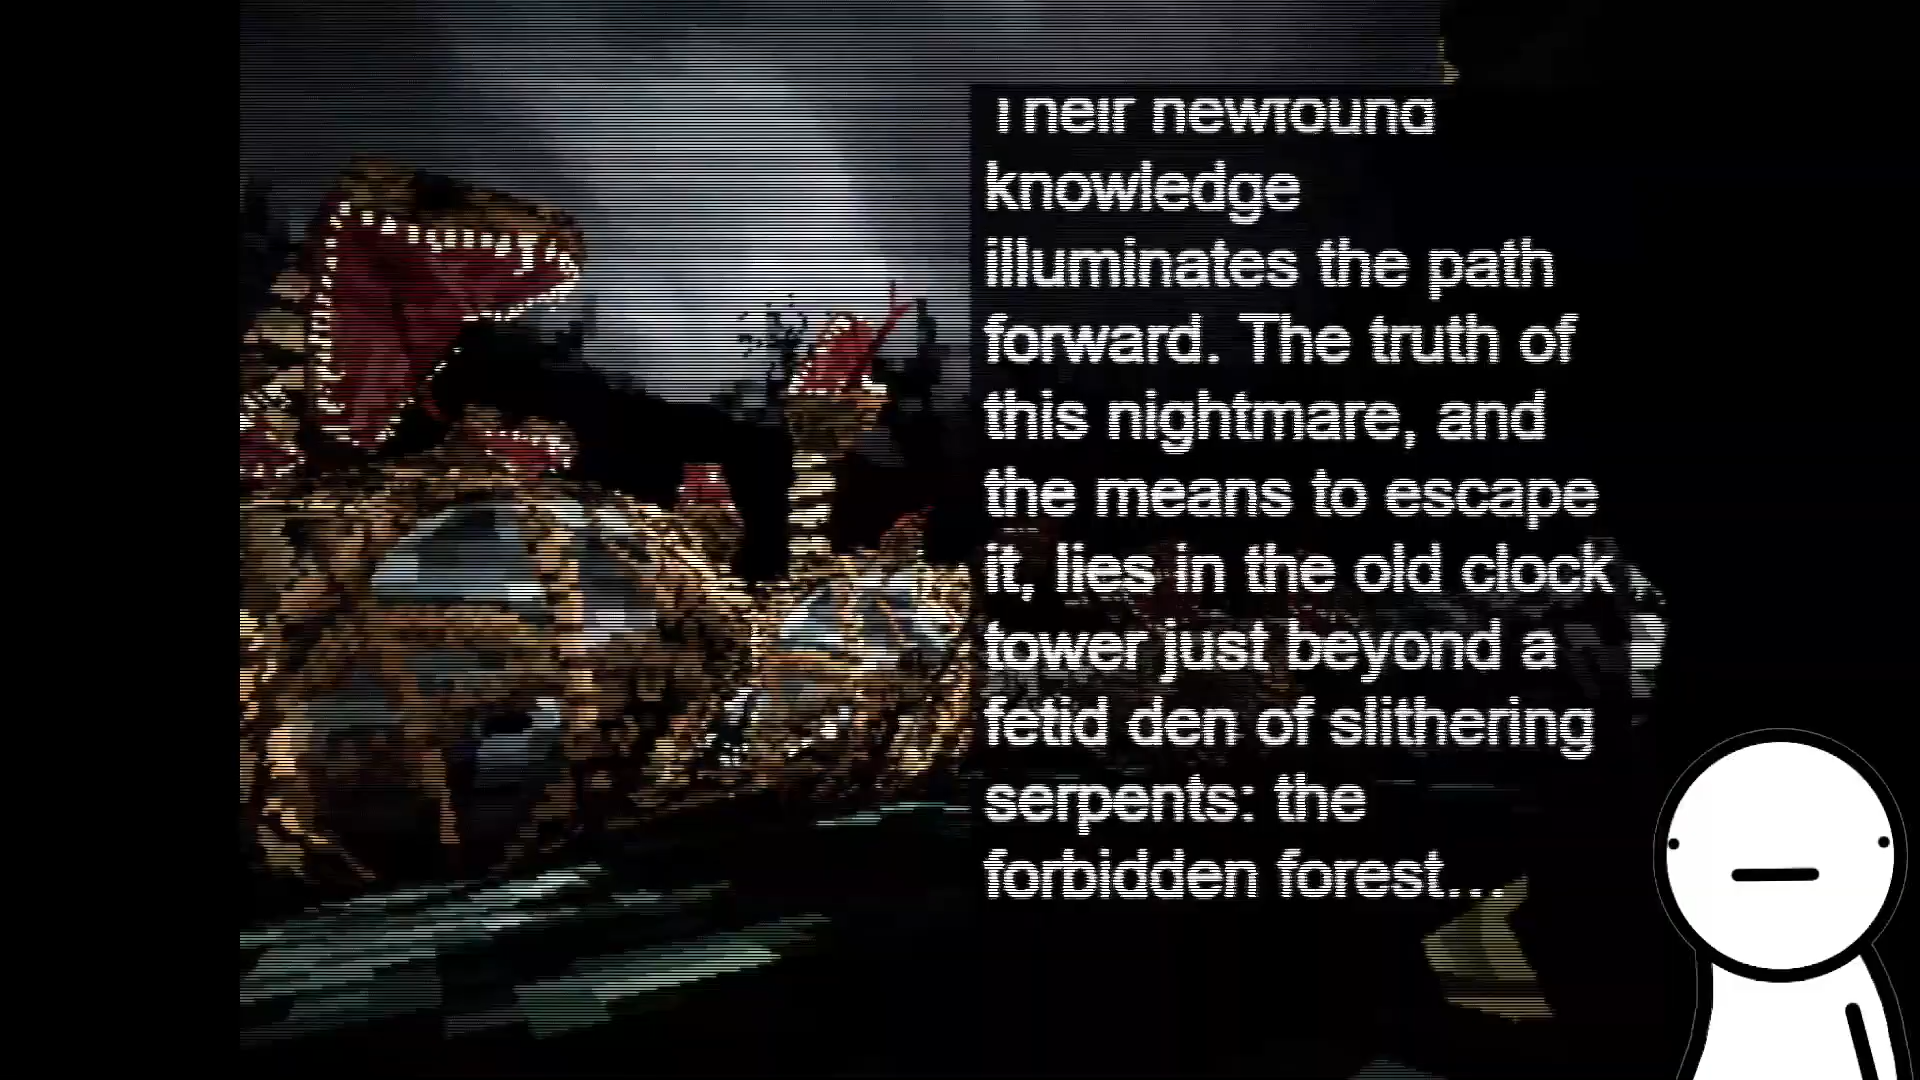 Their newfound
knowledge
illuminates the path
forward. The truth of
this nightmare, and
the means to escape
it, lies in the old clock
tower just beyond a
fetid den of slithering
serpents: the
forbidden forest...